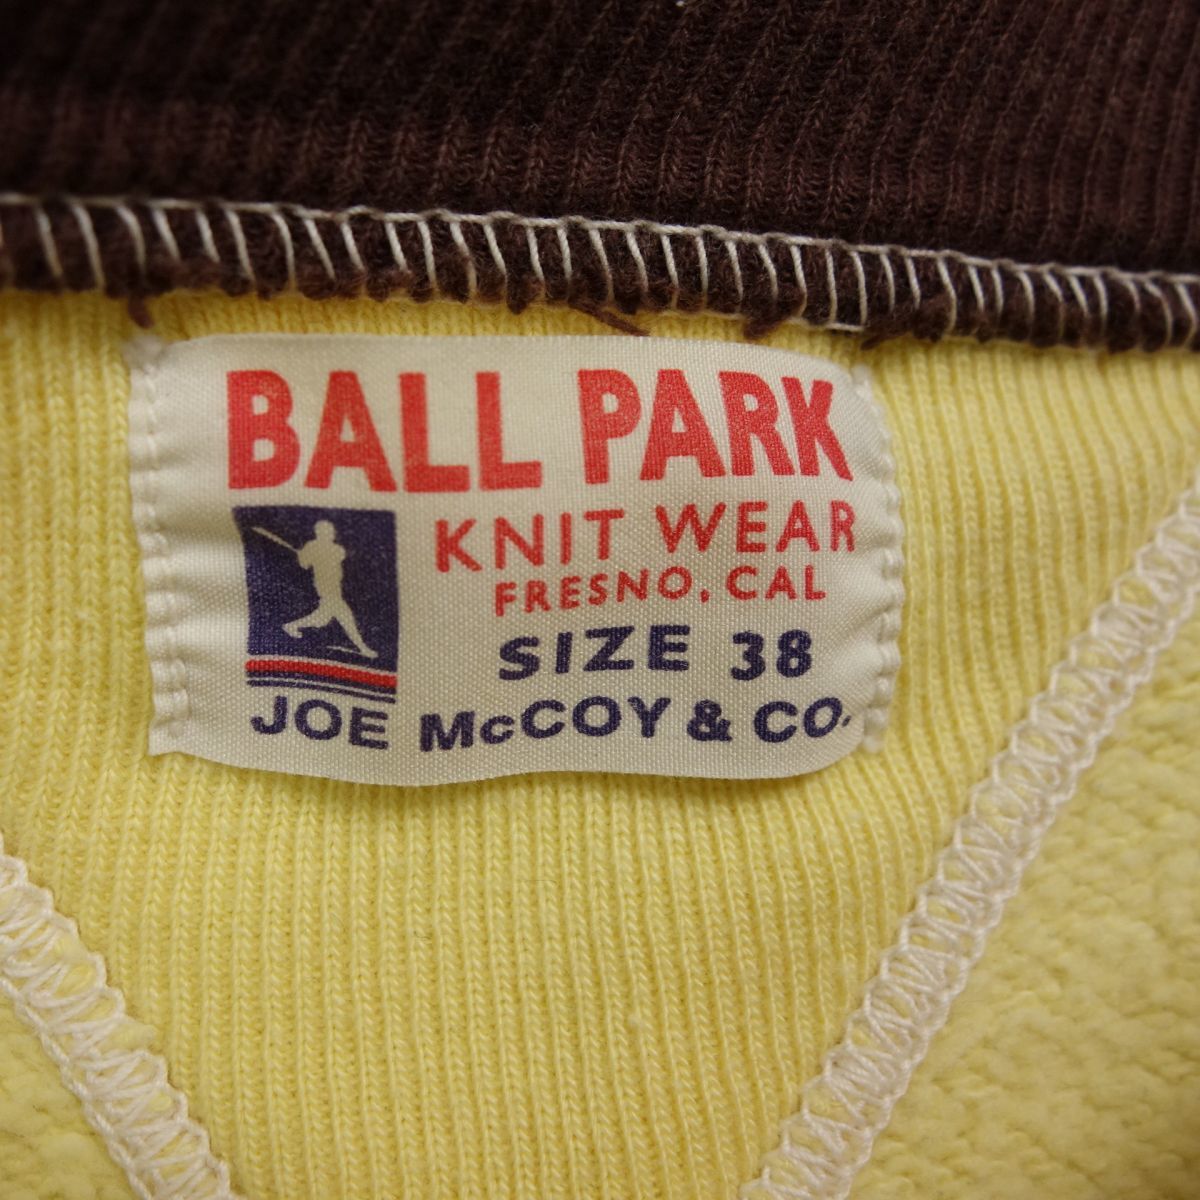 BALL PARK
KNIT WEAR
FRESNO, CAL
SIZE 38
JOE McCOY & CO.